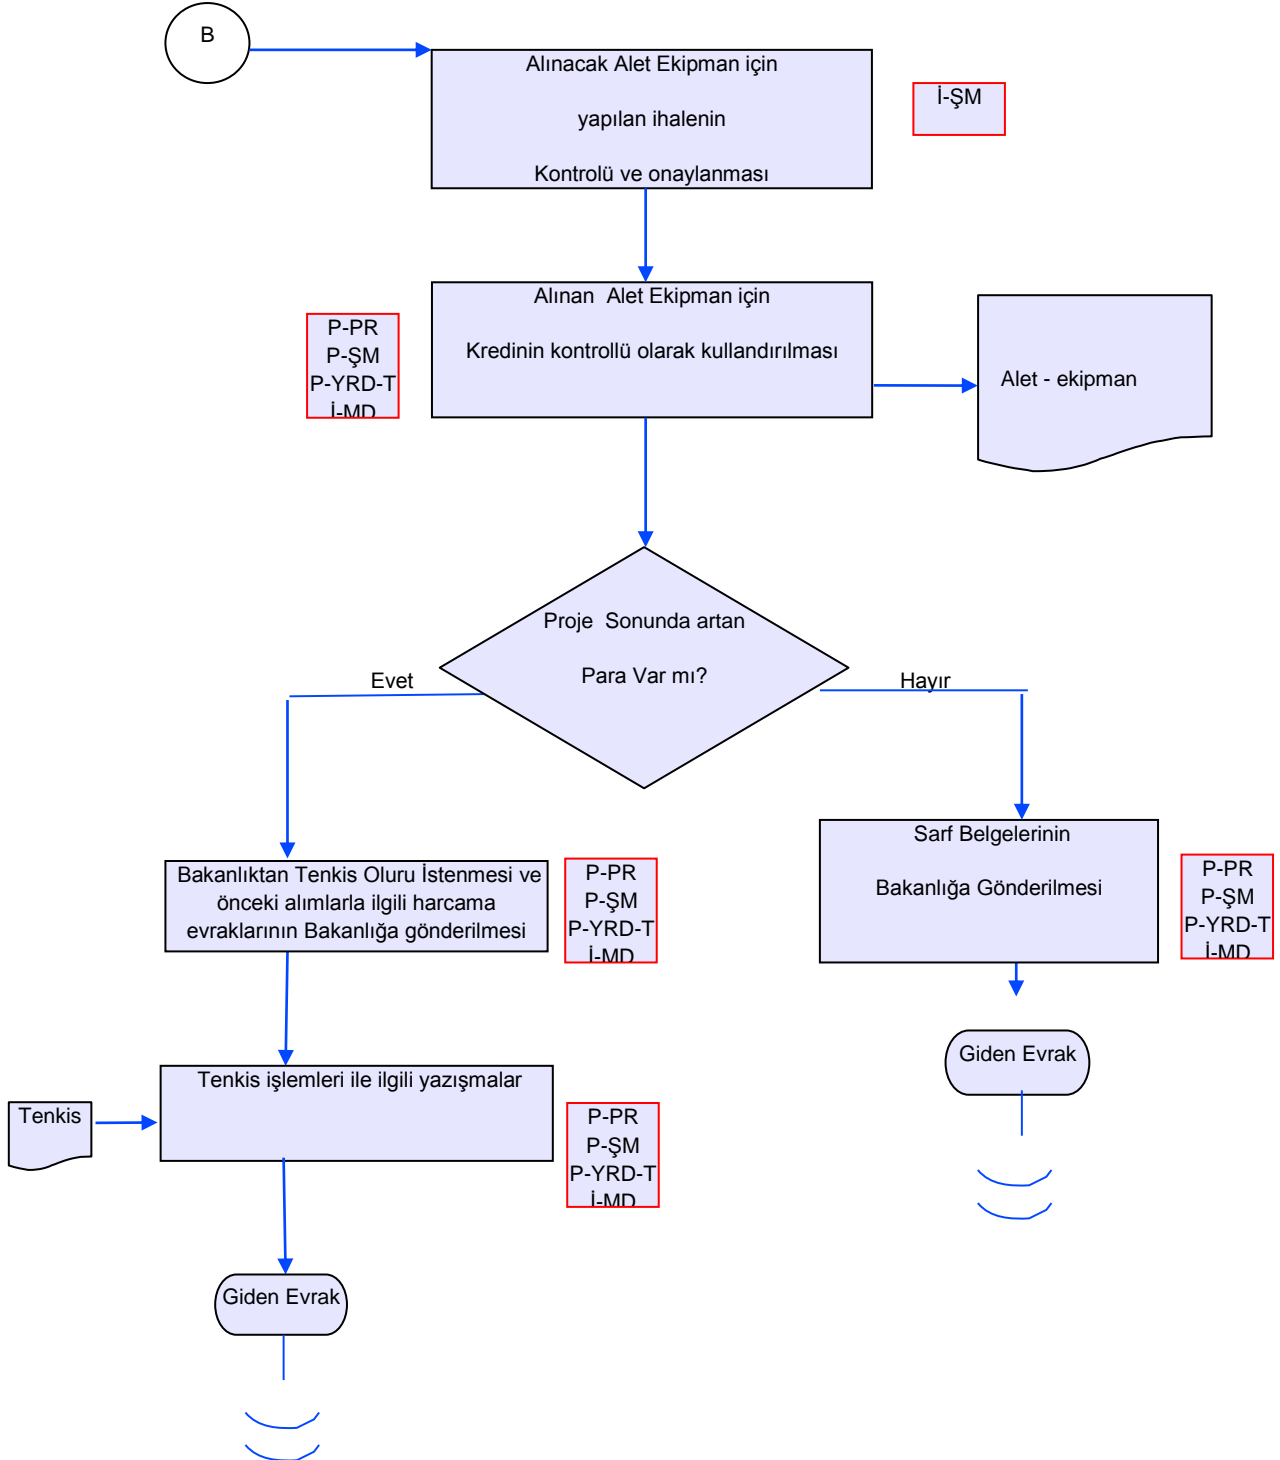 B
Alınacak Alet Ekipman için
yapılan ihalenin
Kontrolü ve onaylanması
İ-ŞM
Alınan Alet Ekipman için
Kredinin kontrollü olarak kullandırılması
P-PR
P-ŞM
P-YRD-T
İ-MD
Alet - ekipman
Proje Sonunda artan
Para Var mı?
Evet
Hayır
Bakanlıktan Tenkis Oluru İstenmesi ve
önceki alımlarla ilgili harcama
evraklarının Bakanlığa gönderilmesi
P-PR
P-ŞM
P-YRD-T
İ-MD
Sarf Belgelerinin
Bakanlığa Gönderilmesi
P-PR
P-ŞM
P-YRD-T
İ-MD
Giden Evrak
Tenkis
Tenkis işlemleri ile ilgili yazışmalar
P-PR
P-ŞM
P-YRD-T
İ-MD
Giden Evrak